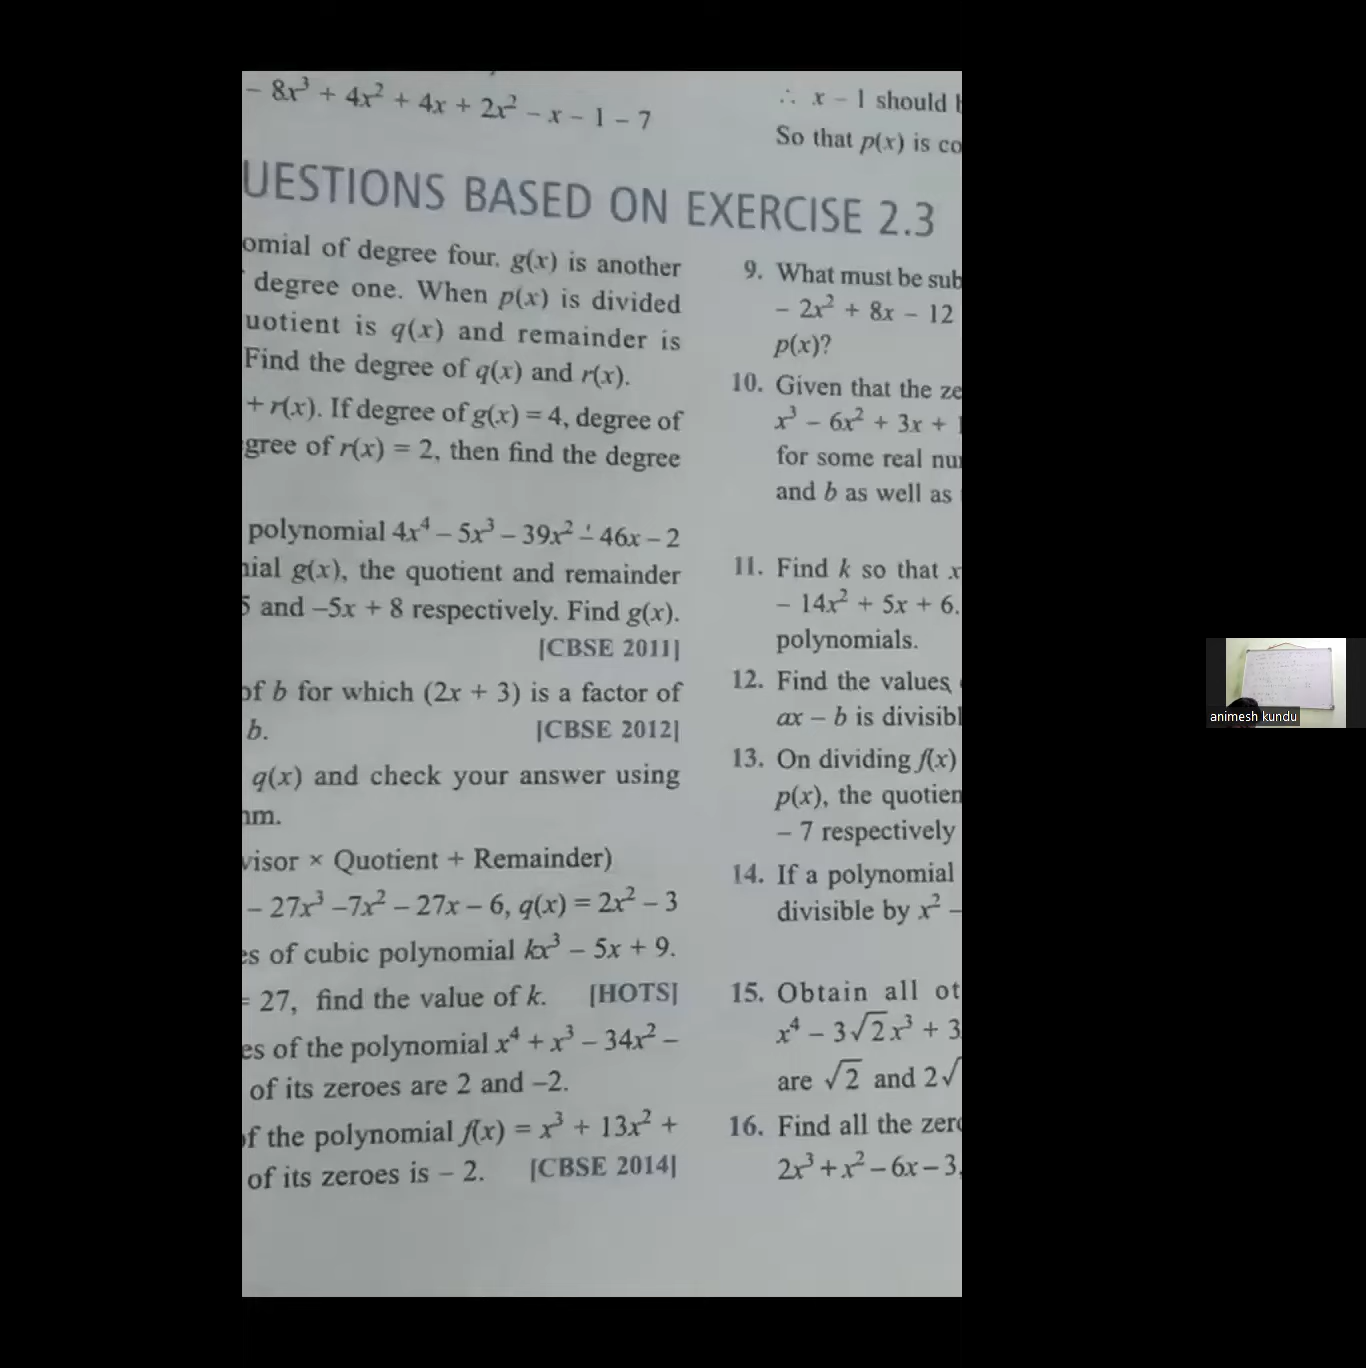 – 8x³ + 4x² + 4x + 2x² – x – 1 – 7
UESTIONS BASED ON EXERCISE 2.3
omial of degree four. g(x) is another
degree one. When p(x) is divided
uotient is q(x) and remainder is
Find the degree of q(x) and r(x).
+ r(x). If degree of g(x) = 4, degree of
gree of r(x) = 2, then find the degree
polynomial 4x⁴ – 5x³ – 39x² – 46x – 2
nial g(x), the quotient and remainder
5 and –5x + 8 respectively. Find g(x).
[CBSE 2011]
of b for which (2x + 3) is a factor of
b. [CBSE 2012]
q(x) and check your answer using
hm.
visor × Quotient + Remainder)
– 27x³ –7x² – 27x – 6, q(x) = 2x² – 3
es of cubic polynomial kx³ – 5x + 9.
= 27, find the value of k. [HOTS]
es of the polynomial x⁴ + x³ – 34x² –
of its zeroes are 2 and –2.
of the polynomial f(x) = x³ + 13x² +
of its zeroes is – 2. [CBSE 2014]
∴ x – 1 should b
So that p(x) is co
9. What must be sub
– 2x² + 8x – 12
p(x)?
10. Given that the ze
x³ – 6x² + 3x + 1
for some real nu
and b as well as
11. Find k so that x
– 14x² + 5x + 6.
polynomials.
12. Find the values
ax – b is divisibl
13. On dividing f(x)
p(x), the quotien
– 7 respectively
14. If a polynomial
divisible by x² –
15. Obtain all ot
x⁴ – 3√2x³ + 3
are √2 and 2√
16. Find all the zero
2x³ + x² – 6x – 3,
animesh kundu